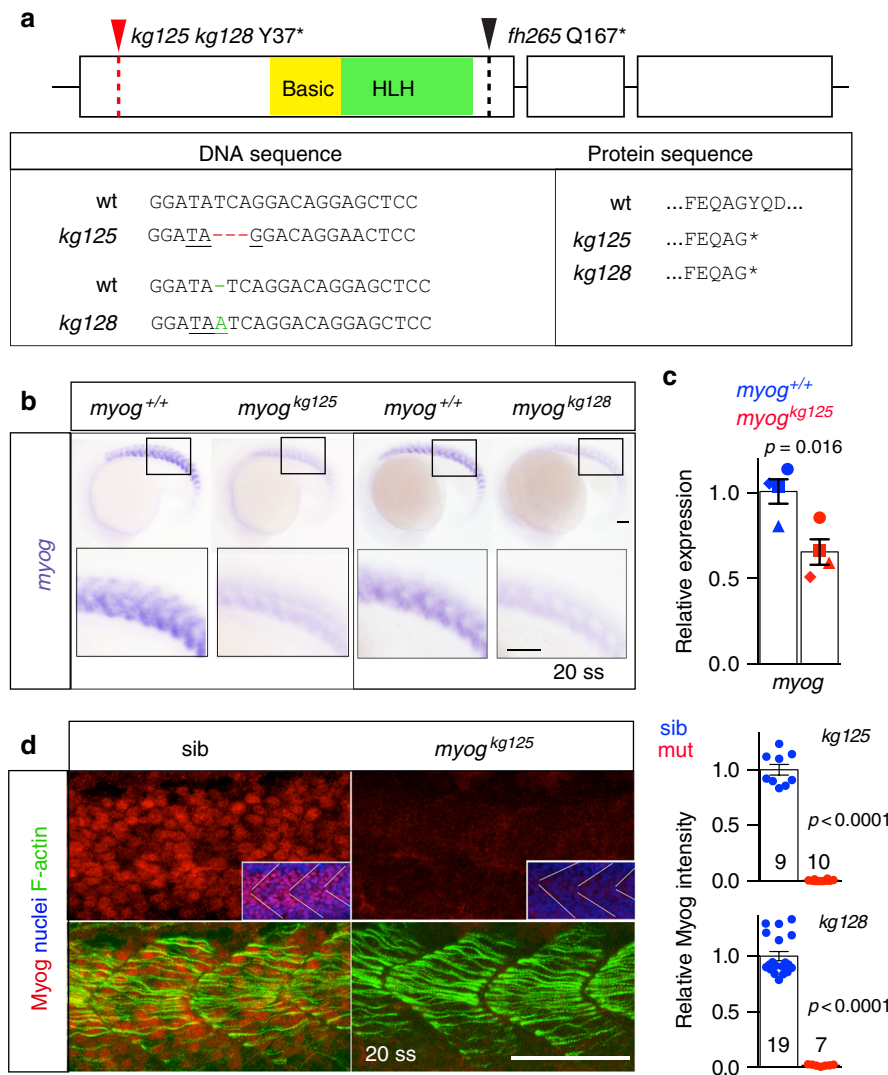 a
kg125 kg128 Y37*
fh265 Q167*
Basic
HLH
DNA sequence
Protein sequence
wt GGATATCAGGACAGGAGCTCC
wt ...FEQAGYQD...
kg125 GGATA---GGACAGGAACTCC
kg125 ...FEQAG*
wt GGATA-TCAGGACAGGAGCTCC
kg128 ...FEQAG*
kg128 GGATAATCAGGACAGGAGCTCC
b
myog+/+
myogkg125
myog+/+
myogkg128
myog
20 ss
c
myog+/+
myogkg125
p = 0.016
Relative expression
1.0
0.5
0.0
myog
d
sib
myogkg125
Myog nuclei F-actin
20 ss
sib
mut
kg125
Relative Myog intensity
1.0
0.5
0.0
p < 0.0001
9
10
kg128
1.0
0.5
0.0
p < 0.0001
19
7